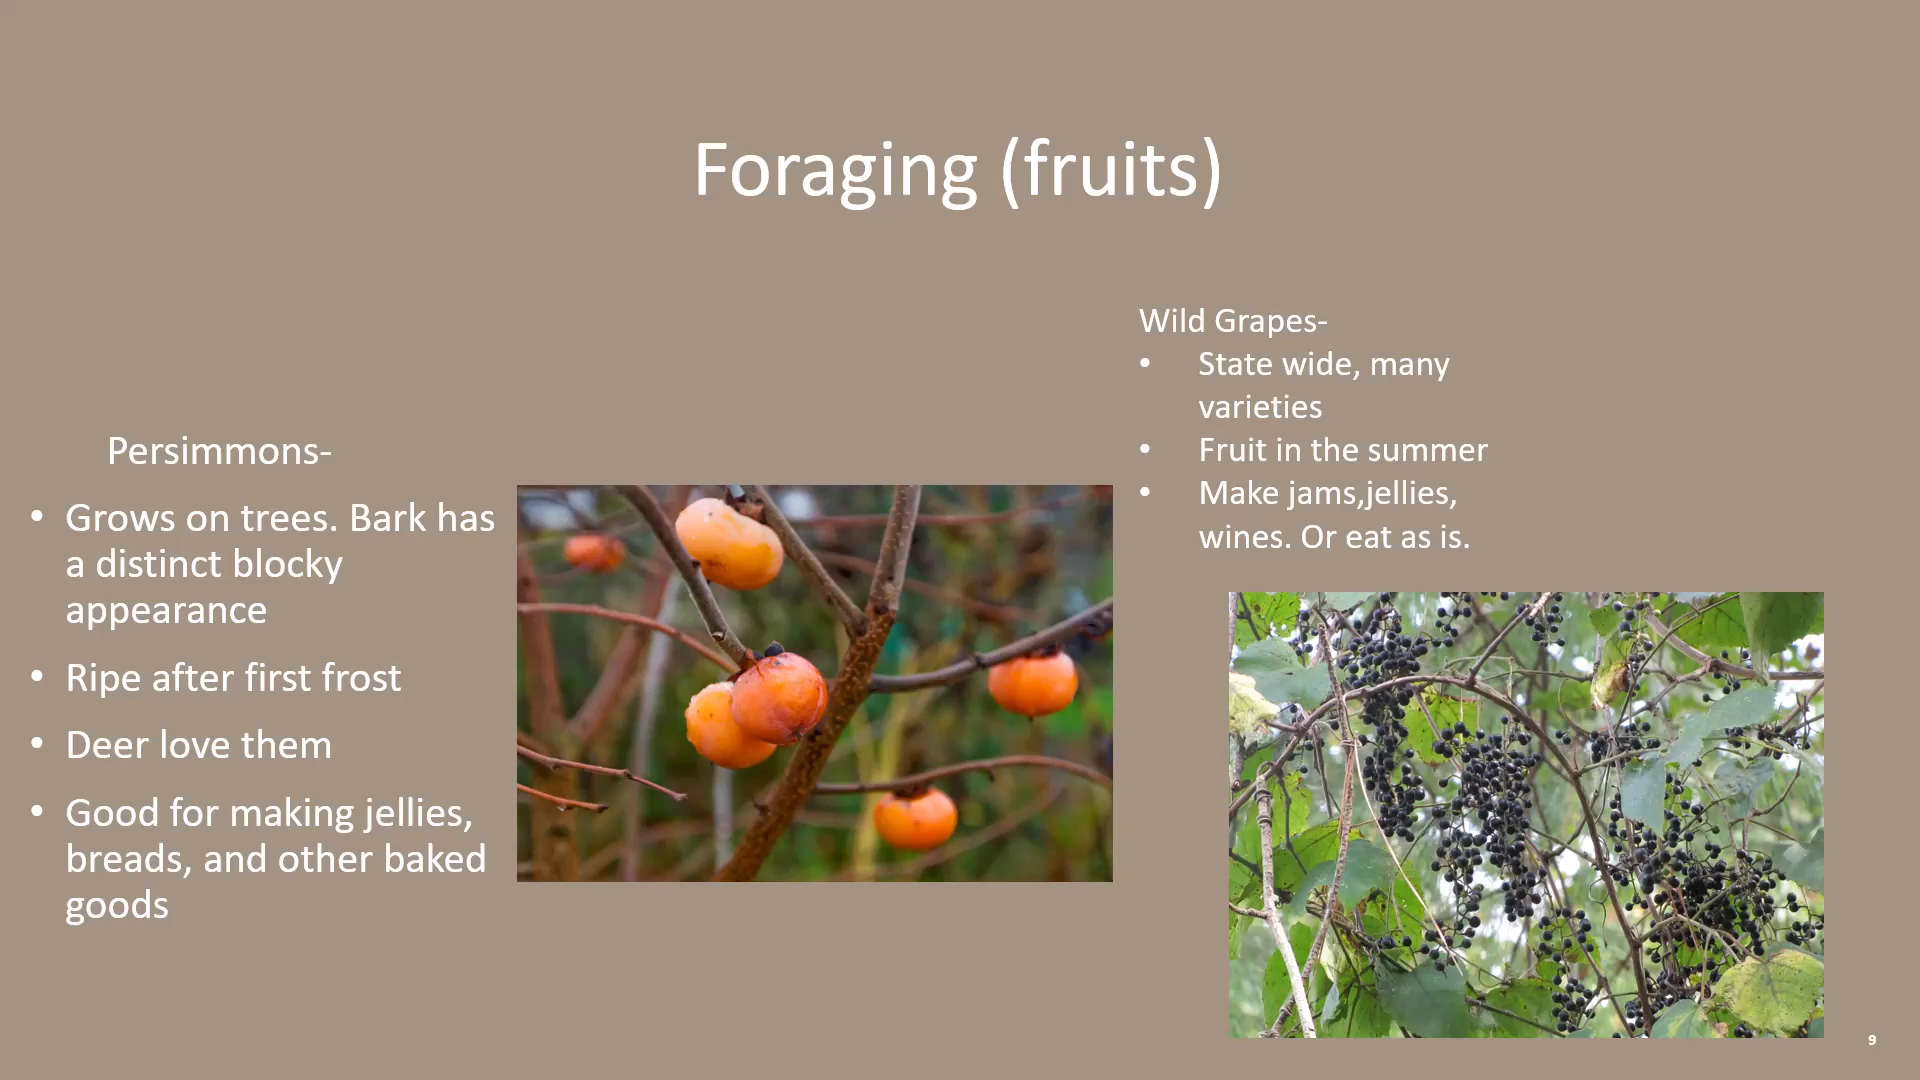 Foraging (fruits)
Persimmons-
• Grows on trees. Bark has
a distinct blocky
appearance
• Ripe after first frost
• Deer love them
• Good for making jellies,
breads, and other baked
goods
Wild Grapes-
• State wide, many
varieties
• Fruit in the summer
• Make jams,jellies,
wines. Or eat as is.
9